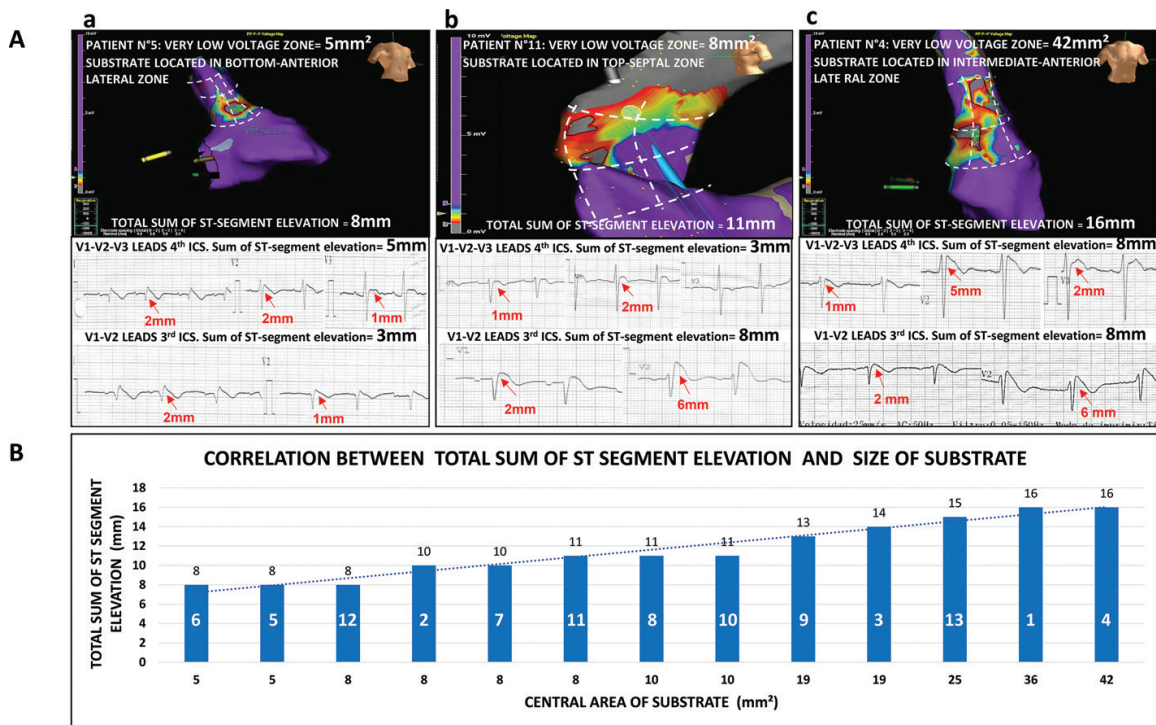 A
a
PATIENT N°5: VERY LOW VOLTAGE ZONE= 5mm²
SUBSTRATE LOCATED IN BOTTOM-ANTERIOR
LATERAL ZONE
TOTAL SUM OF ST-SEGMENT ELEVATION = 8mm
V1-V2-V3 LEADS 4th ICS. Sum of ST-segment elevation= 5mm
V2
V3
2mm
2mm
1mm
V1-V2 LEADS 3rd ICS. Sum of ST-segment elevation= 3mm
V2
2mm
1mm
b
10 mV
PATIENT N°11: VERY LOW VOLTAGE ZONE= 8mm²
SUBSTRATE LOCATED IN TOP-SEPTAL ZONE
5 mV
0 mV
TOTAL SUM OF ST-SEGMENT ELEVATION = 11mm
V1-V2-V3 LEADS 4th ICS. Sum of ST-segment elevation= 3mm
V3
1mm
2mm
V1-V2 LEADS 3rd ICS. Sum of ST-segment elevation= 8mm
V1
V2
2mm
6mm
c
PATIENT N°4: VERY LOW VOLTAGE ZONE= 42mm²
SUBSTRATE LOCATED IN INTERMEDIATE-ANTERIOR
LATE RAL ZONE
TOTAL SUM OF ST-SEGMENT ELEVATION = 16mm
V1-V2-V3 LEADS 4th ICS. Sum of ST-segment elevation= 8mm
1mm
5mm
2mm
V1-V2 LEADS 3rd ICS. Sum of ST-segment elevation= 8mm
V2
2 mm
6 mm
B
CORRELATION BETWEEN TOTAL SUM OF ST SEGMENT ELEVATION AND SIZE OF SUBSTRATE
TOTAL SUM OF ST SEGMENT
ELEVATION (mm)
18
16
14
12
10
8
6
4
2
0
8 8 8 10 10 11 11 11 13 14 15 16 16
6 5 12 2 7 11 8 10 9 3 13 1 4
5 5 8 8 8 8 10 10 19 19 25 36 42
CENTRAL AREA OF SUBSTRATE (mm²)